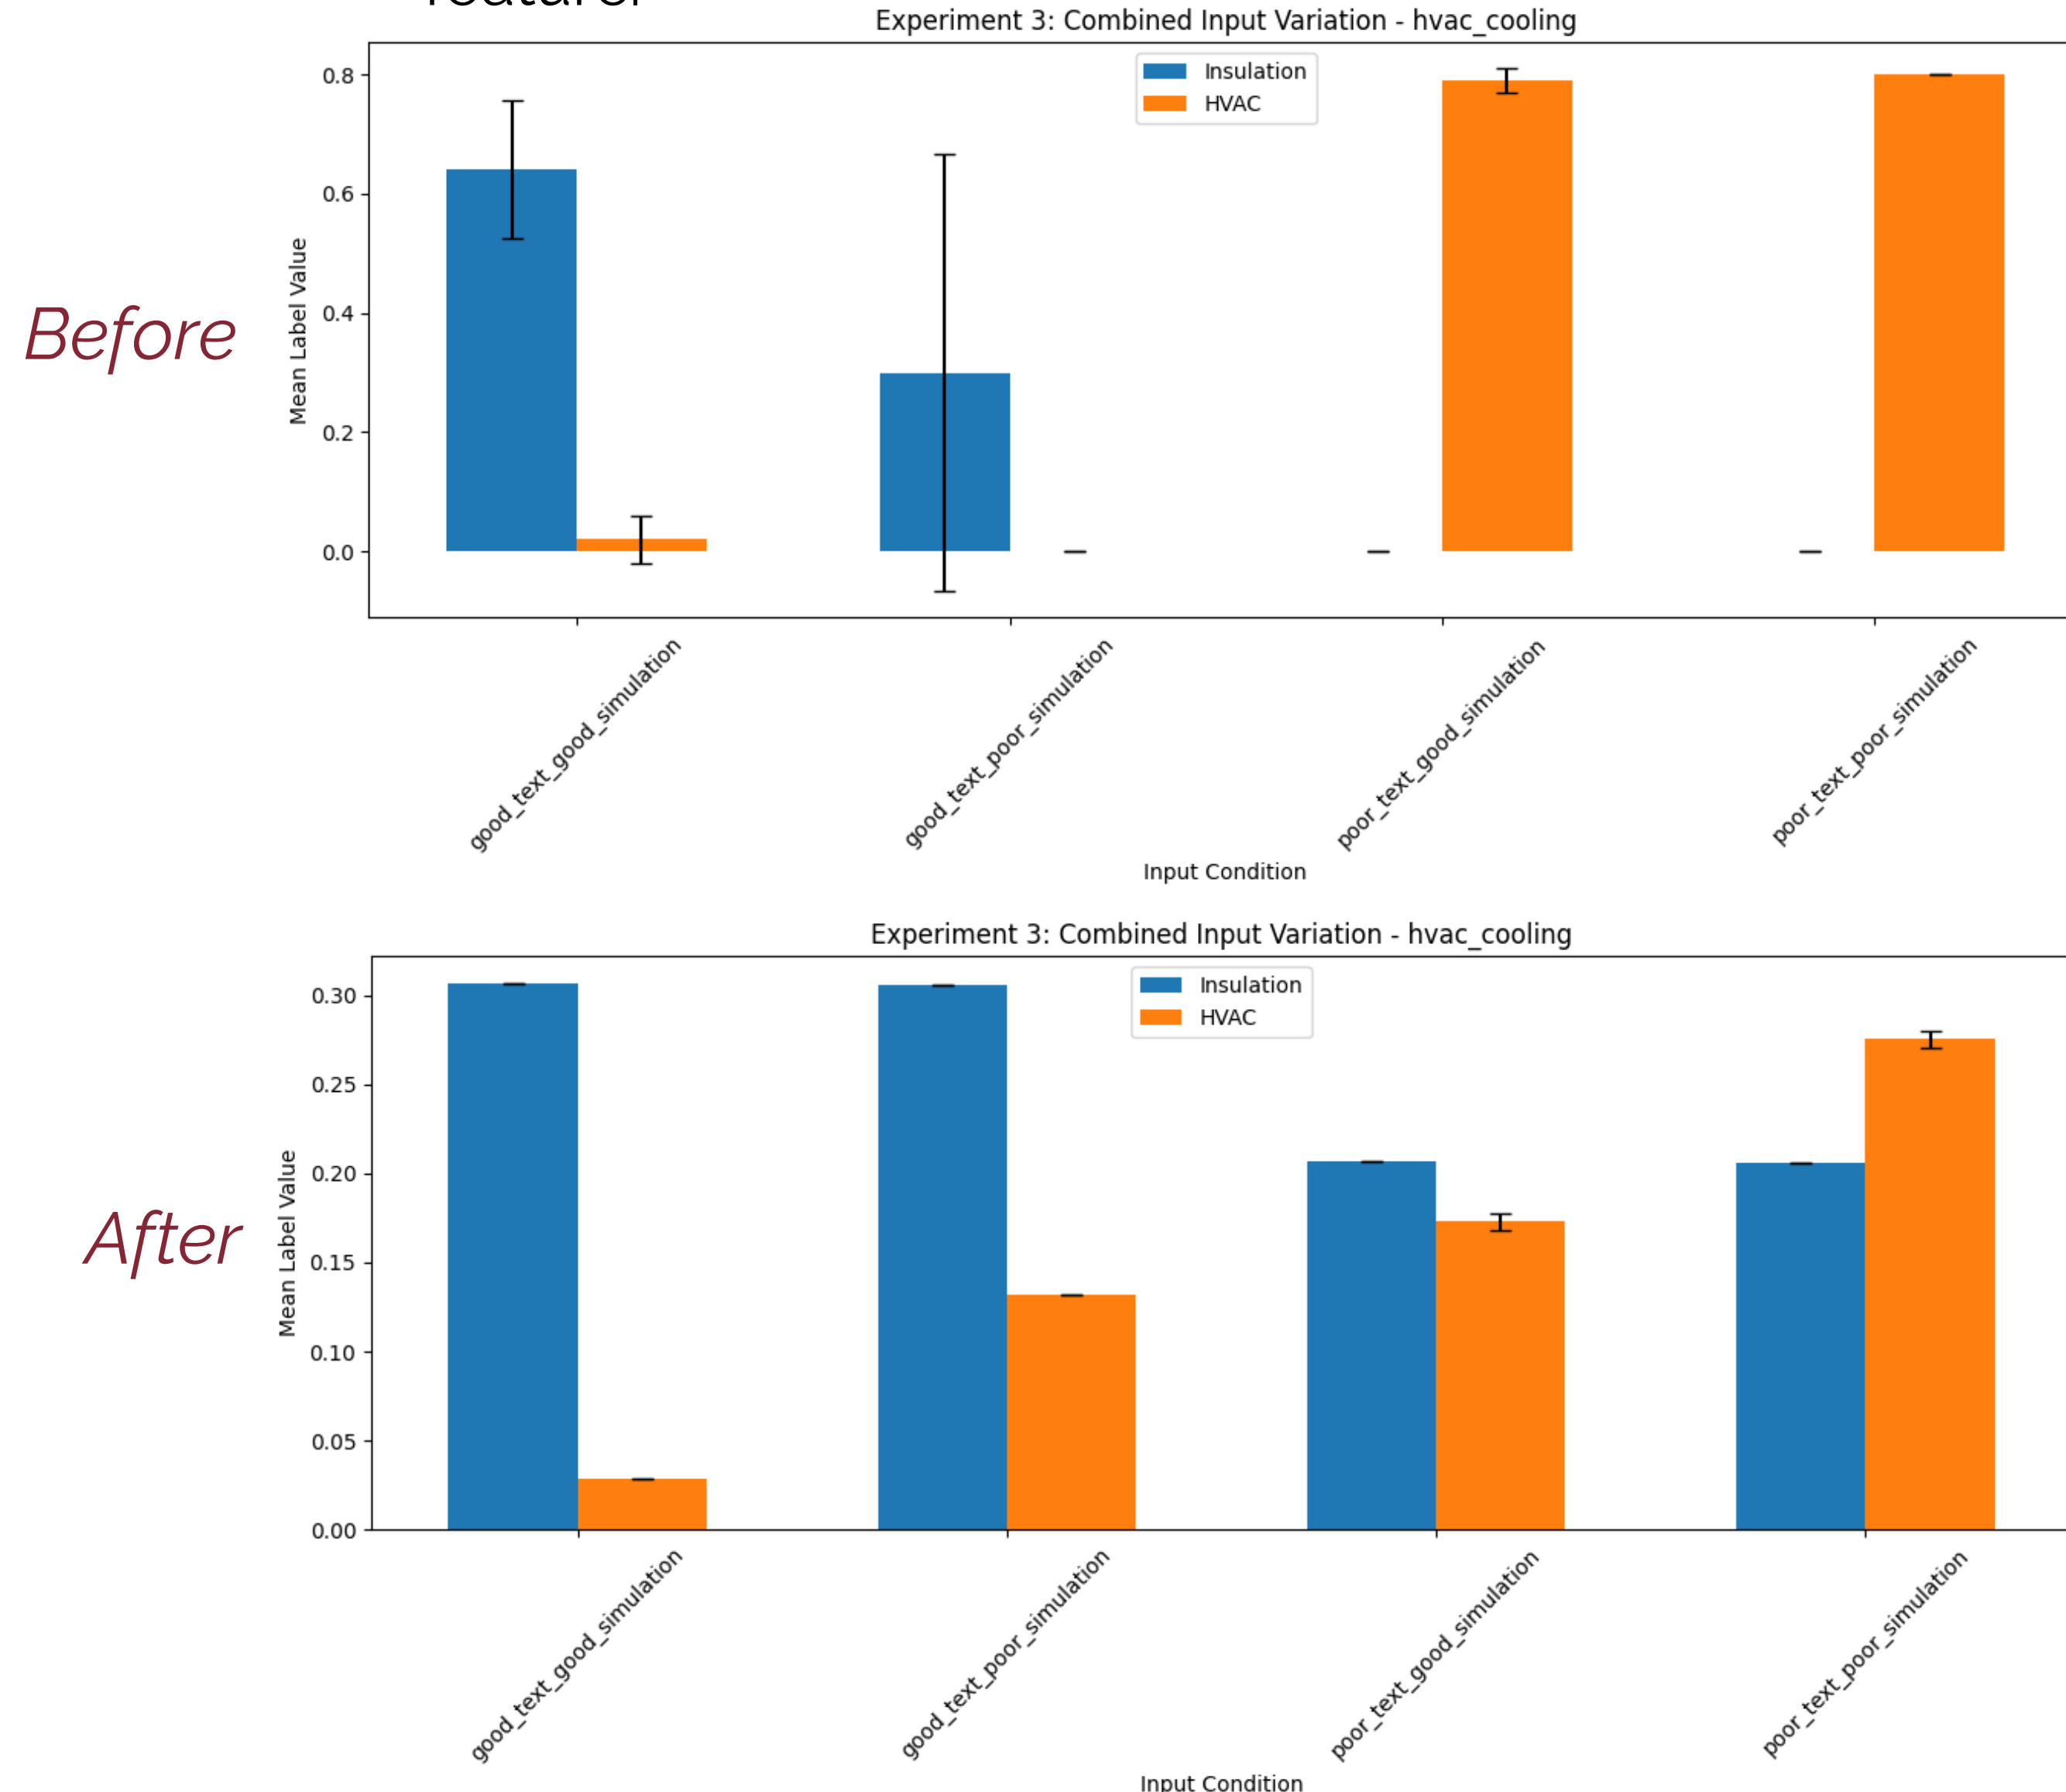 Experiment 3: Combined Input Variation - hvac_cooling
Insulation
HVAC
0.8
0.6
0.4
0.2
0.0
Mean Label Value
Before
good_text_good_simulation
good_text_poor_simulation
poor_text_good_simulation
poor_text_poor_simulation
Input Condition
Experiment 3: Combined Input Variation - hvac_cooling
Insulation
HVAC
0.30
0.25
0.20
0.15
0.10
0.05
0.00
Mean Label Value
After
good_text_good_simulation
good_text_poor_simulation
poor_text_good_simulation
poor_text_poor_simulation
Input Condition